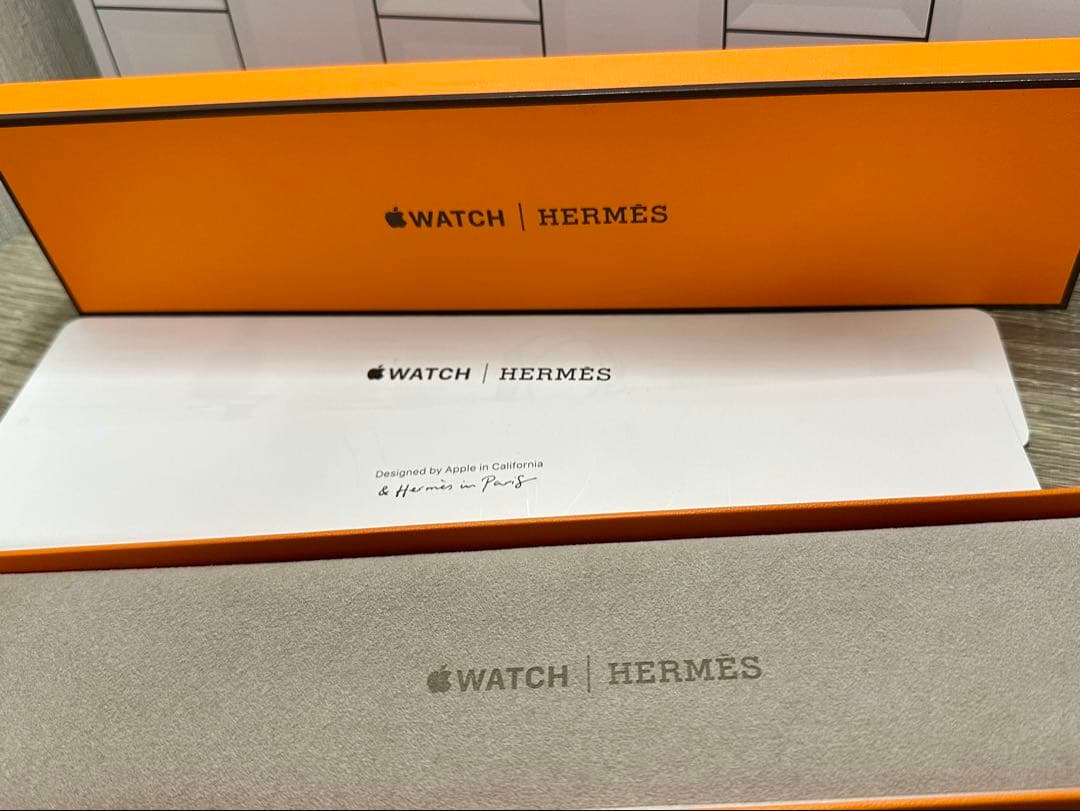 WATCH | HERMÈS
WATCH | HERMÈS
Designed by Apple in California
& Hermès in Paris
WATCH | HERMÈS